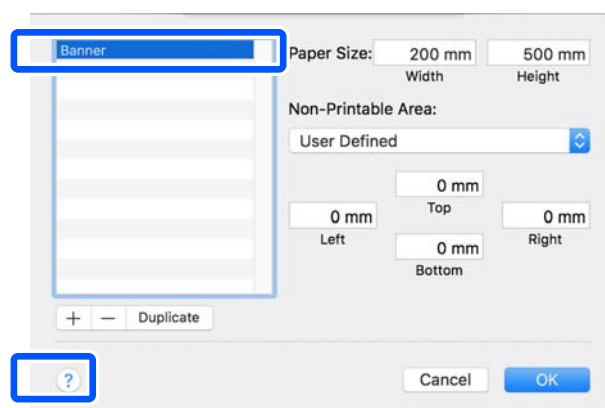 Banner
Paper Size: 200 mm 500 mm
Width Height
Non-Printable Area:
User Defined
0 mm
Top
0 mm 0 mm
Left Right
0 mm
Bottom
+ − Duplicate
? Cancel OK